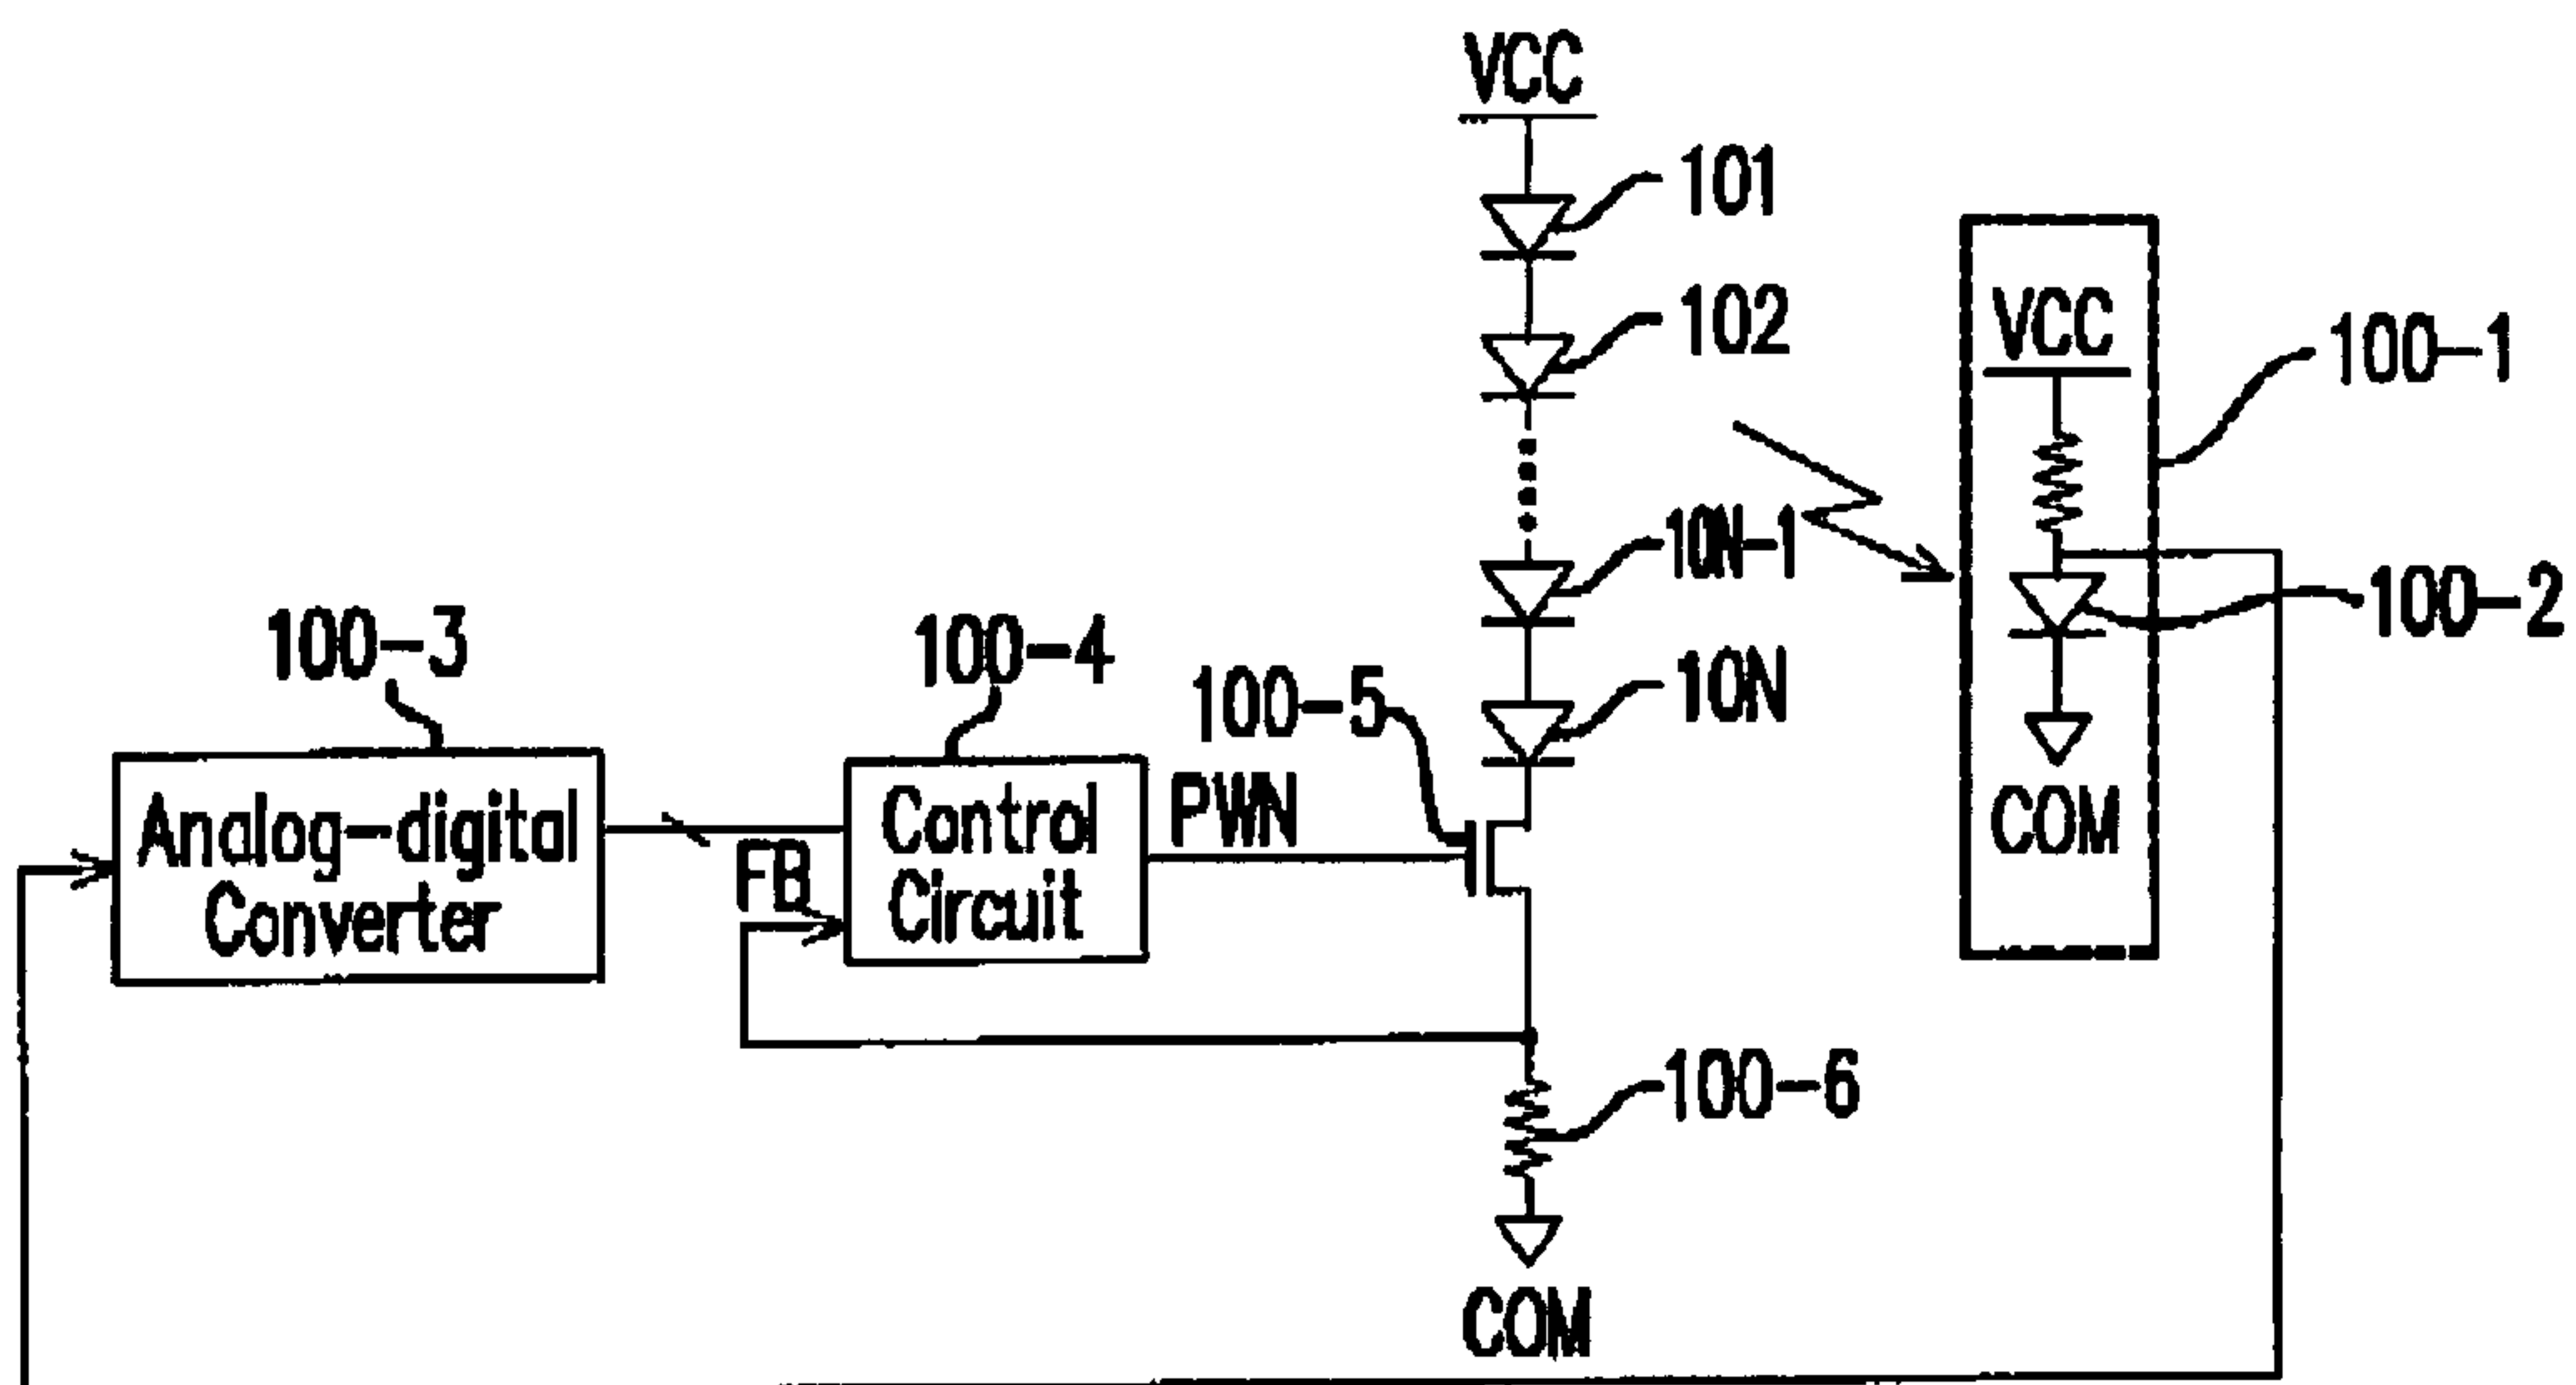 VCC
101
102
VCC
100-1
10N-1
100-2
100-3
100-4
100-5
10N
Analog-digital
Converter
FB
Control
Circuit
PWN
COM
100-6
COM